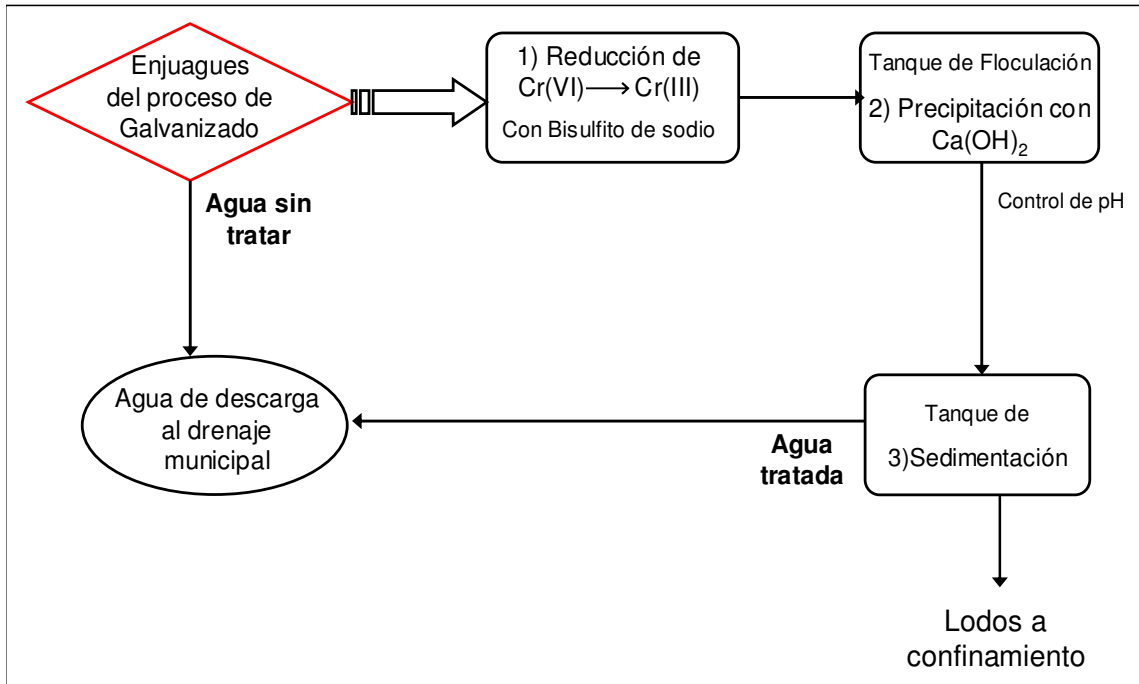 Enjuagues
del proceso de
Galvanizado
1) Reducción de
Cr(VI)⟶Cr(III)
Con Bisulfito de sodio
Tanque de Floculación
2) Precipitación con
Ca(OH)₂
Control de pH
Agua sin
tratar
Agua de descarga
al drenaje
municipal
Agua
tratada
Tanque de
3)Sedimentación
Lodos a
confinamiento